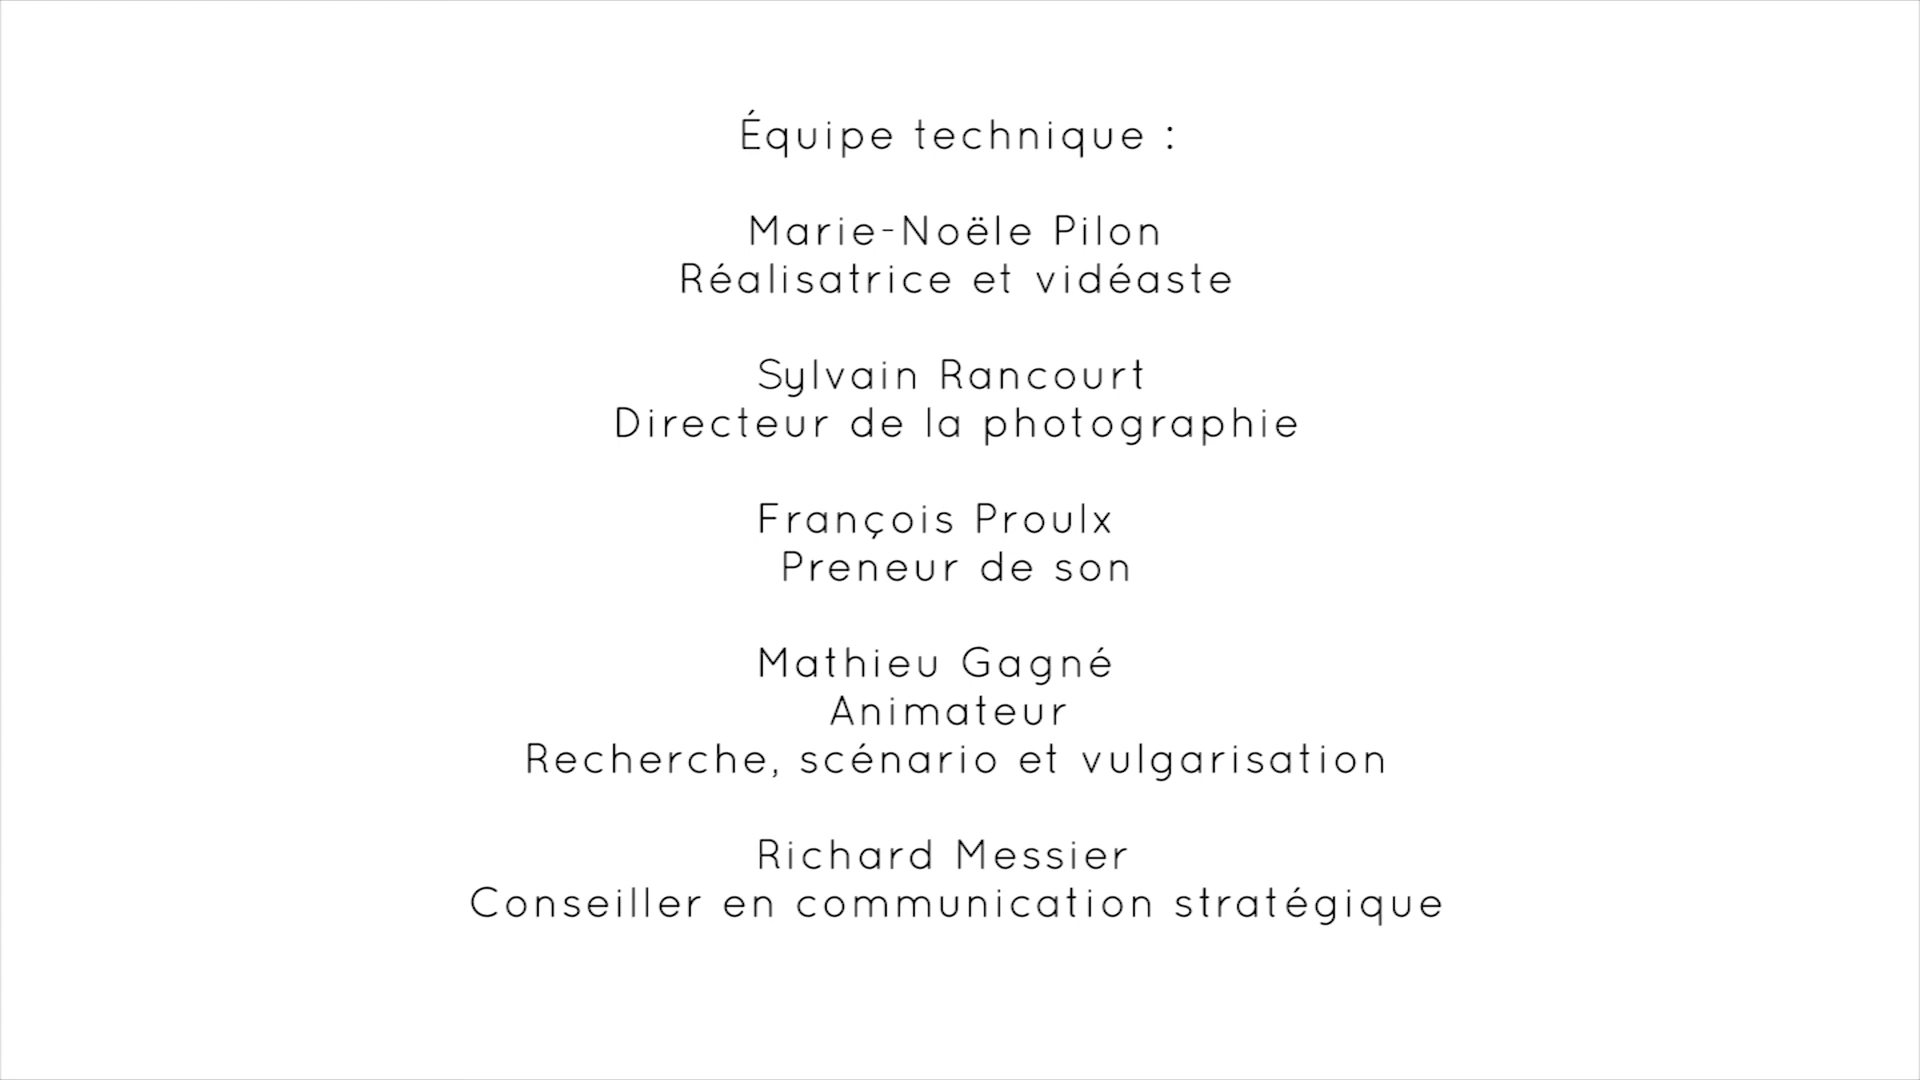 Équipe technique :
Marie-Noële Pilon
Réalisatrice et vidéaste
Sylvain Rancourt
Directeur de la photographie
François Proulx
Preneur de son
Mathieu Gagné
Animateur
Recherche, scénario et vulgarisation
Richard Messier
Conseiller en communication stratégique